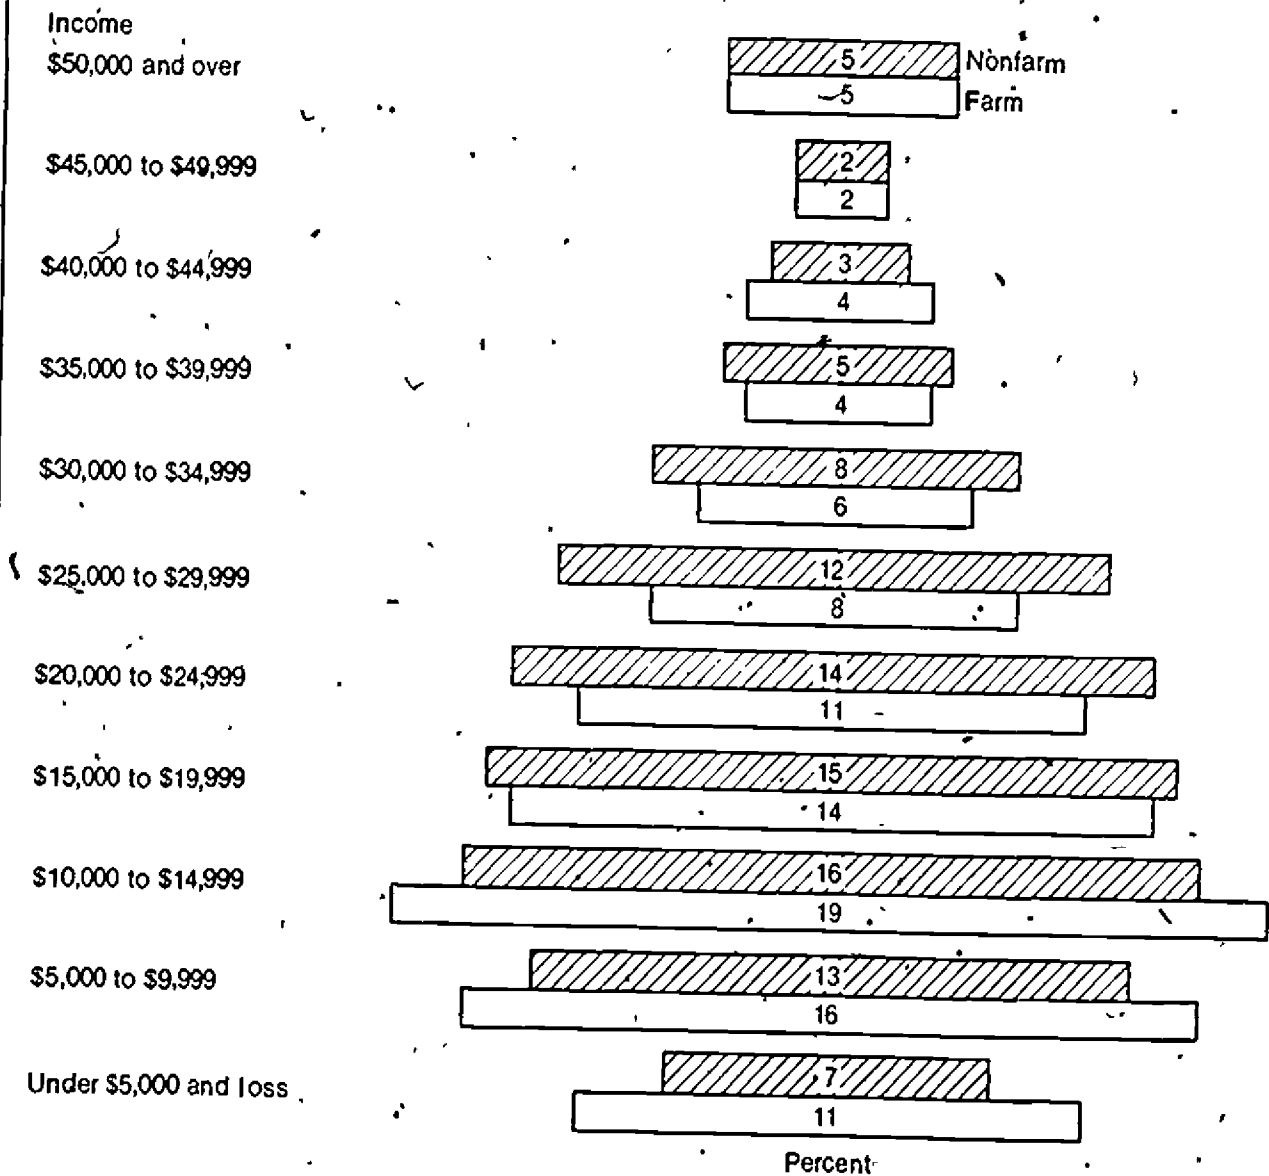 Income
$50,000 and over
5 Nonfarm
5 Farm
$45,000 to $49,999
2
2
$40,000 to $44,999
3
4
$35,000 to $39,999
5
4
$30,000 to $34,999
8
6
$25,000 to $29,999
12
8
$20,000 to $24,999
14
11
$15,000 to $19,999
15
14
$10,000 to $14,999
16
19
$5,000 to $9,999
13
16
Under $5,000 and loss
7
11
Percent